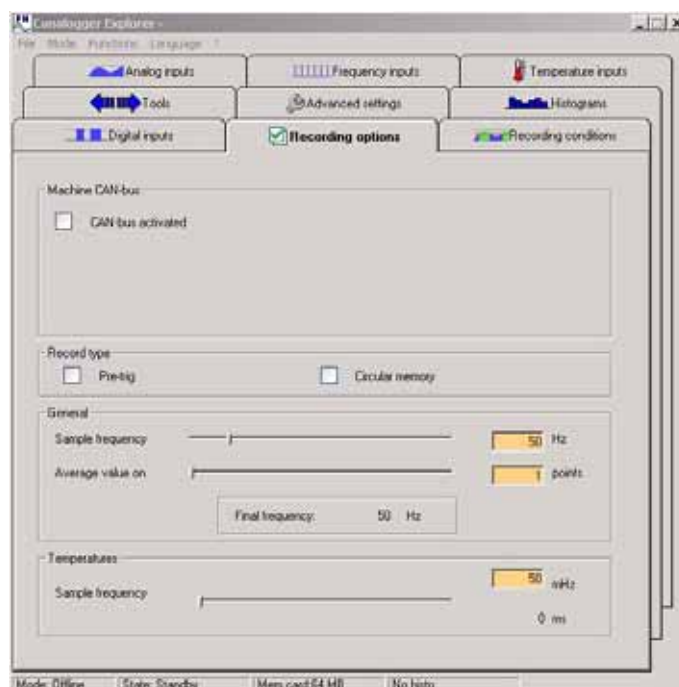 Explorer -
File Mode Functions Language ?
Analog inputs Frequency inputs Temperature inputs
Tools Advanced settings Histograms
Digital inputs Recording options Recording conditions
Machine CAN-bus
CAN-bus activated
Record type
Pre-trig Circular memory
General
Sample frequency 50 Hz
Average value on 1 points
Final frequency: 50 Hz
Temperatures
Sample frequency 50 mHz
0 ms
Mode: Offline State: Standby Mem card:64 MB No histo